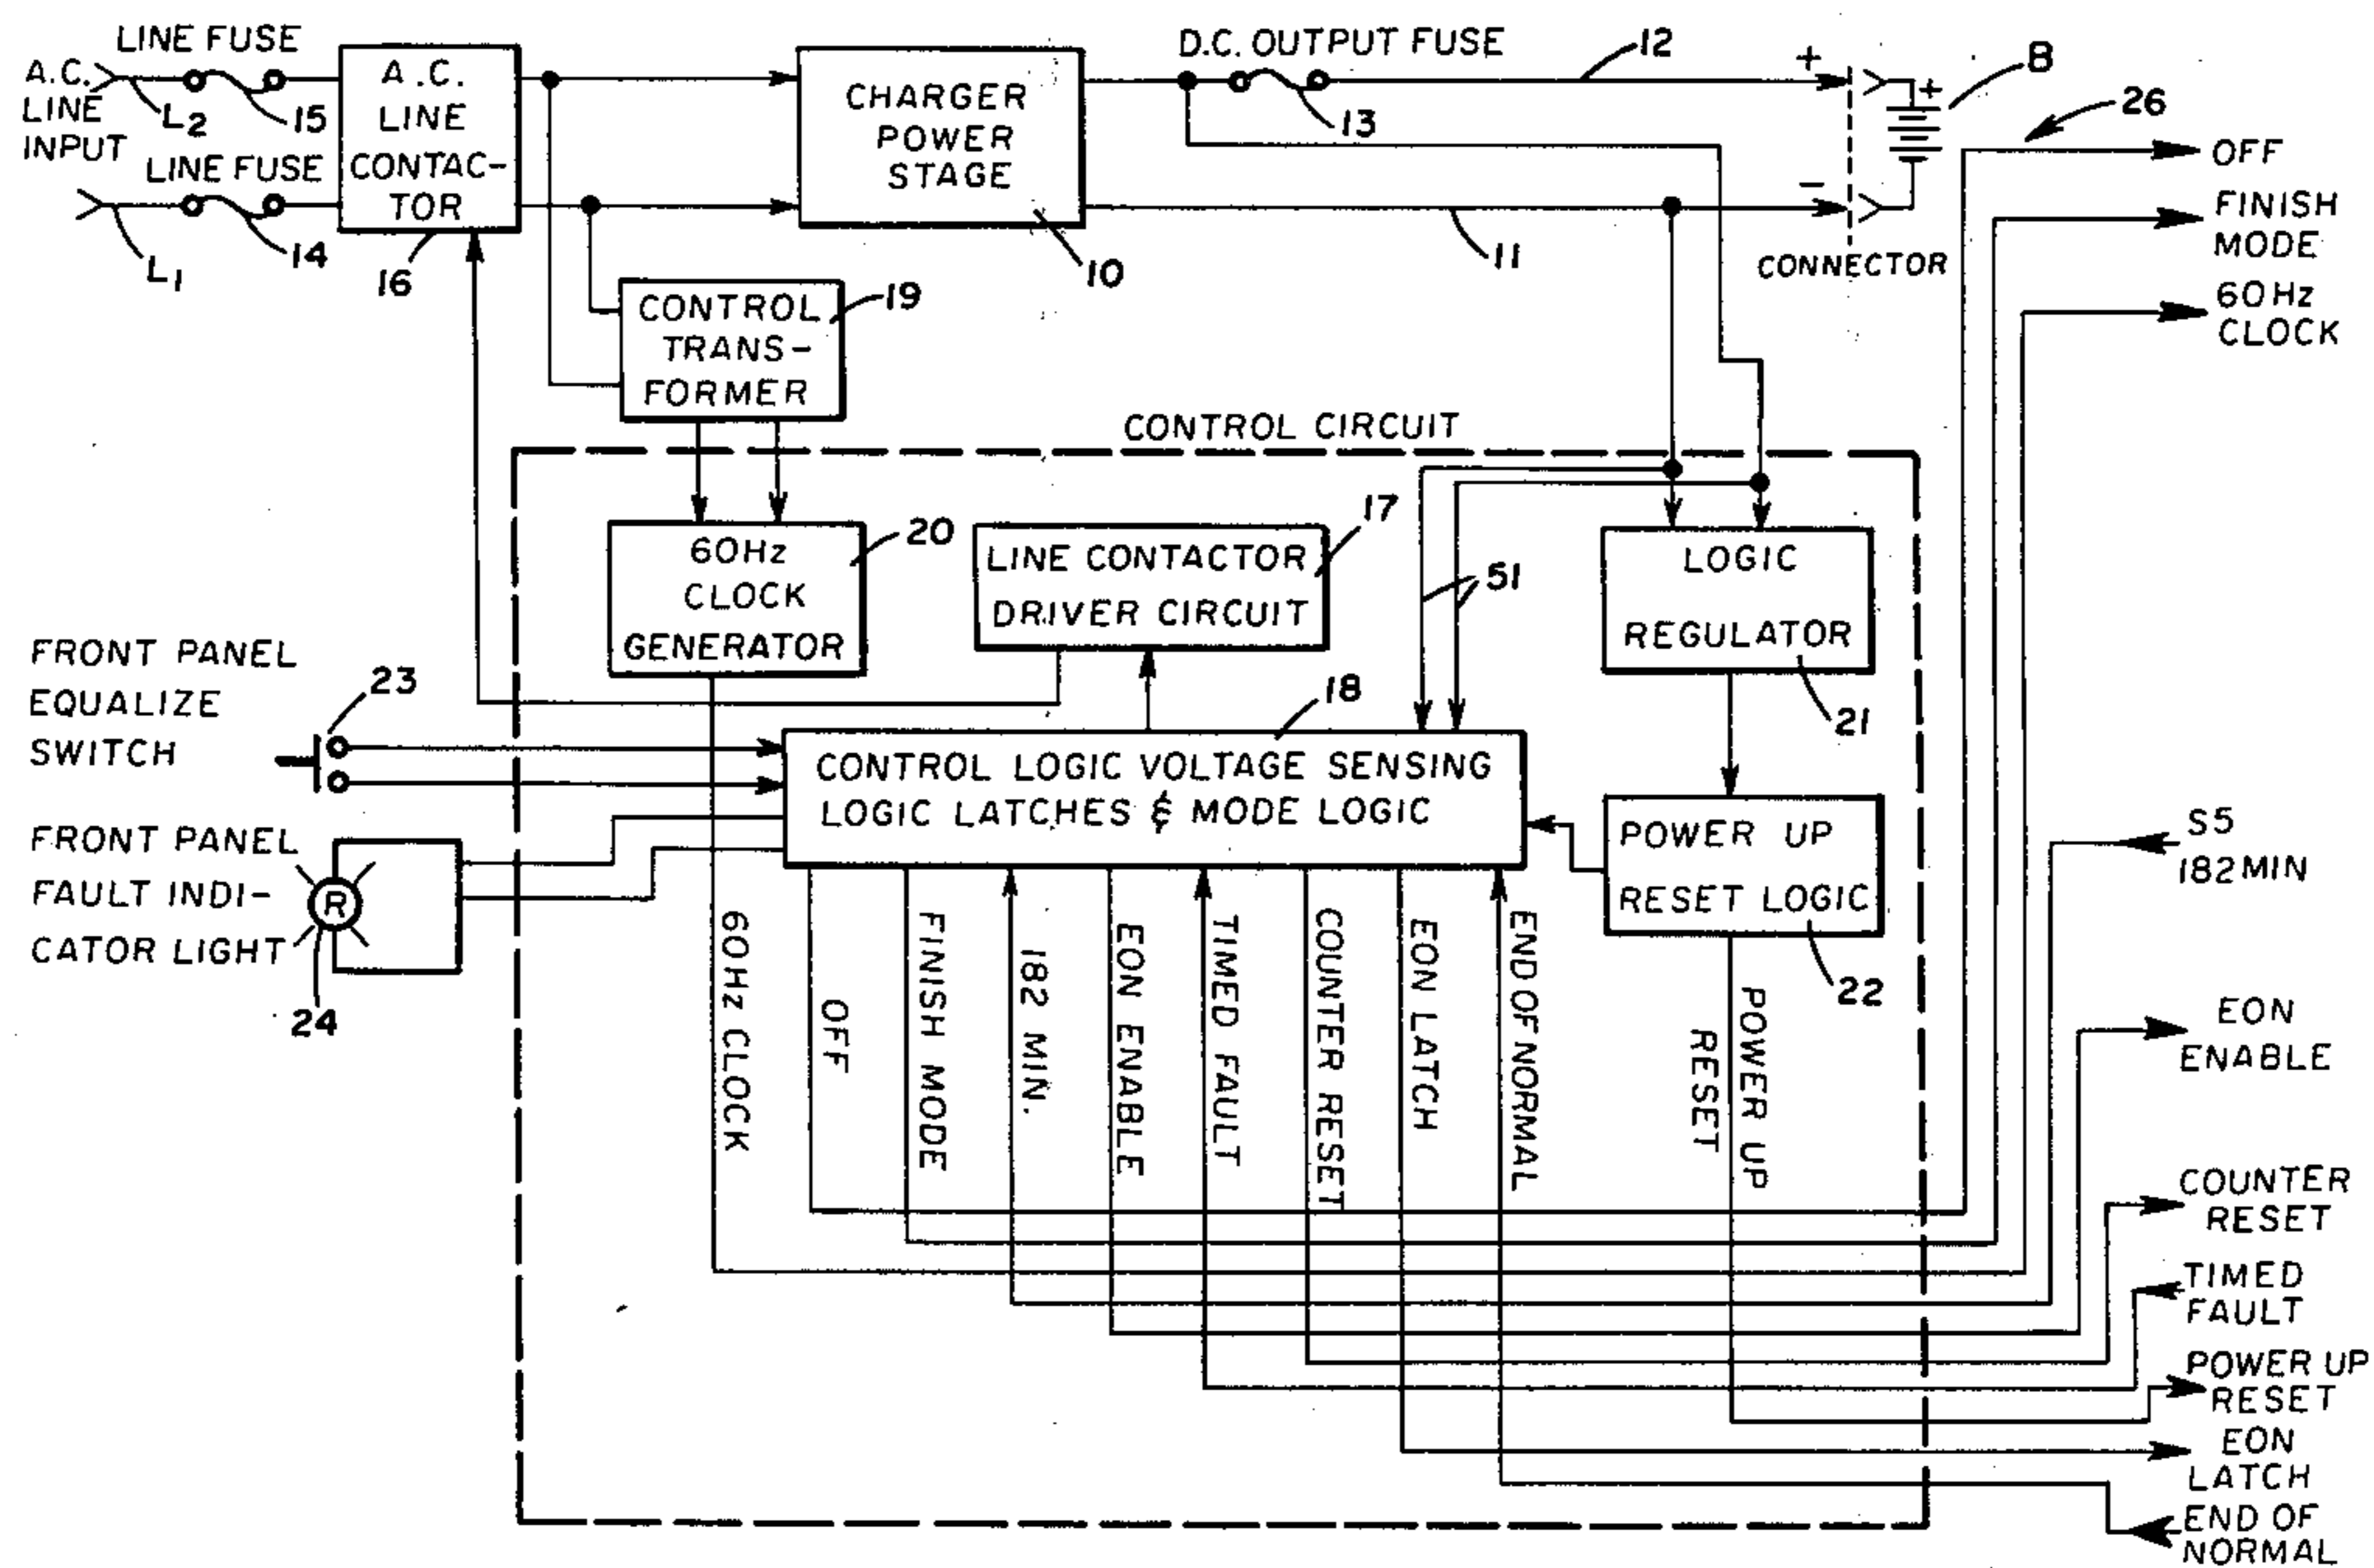 LINE FUSE
A.C.
LINE
INPUT
L2
15
LINE FUSE
L1
14
A.C.
LINE
CONTAC-
TOR
16
CHARGER
POWER
STAGE
10
D.C. OUTPUT FUSE
12
13
11
+
-
+
8
CONNECTOR
26
OFF
FINISH
MODE
60Hz
CLOCK
CONTROL
TRANS-
FORMER
19
CONTROL CIRCUIT
60Hz
CLOCK
GENERATOR
20
LINE CONTACTOR
DRIVER CIRCUIT
17
51
LOGIC
REGULATOR
21
FRONT PANEL
EQUALIZE
SWITCH
23
18
CONTROL LOGIC VOLTAGE SENSING
LOGIC LATCHES & MODE LOGIC
POWER UP
RESET LOGIC
22
FRONT PANEL
FAULT INDI-
CATOR LIGHT
R
24
60Hz CLOCK
OFF
FINISH MODE
182 MIN.
EON ENABLE
TIMED FAULT
COUNTER RESET
EON LATCH
END OF NORMAL
POWER UP
RESET
S5
182 MIN
EON
ENABLE
COUNTER
RESET
TIMED
FAULT
POWER UP
RESET
EON
LATCH
END OF
NORMAL